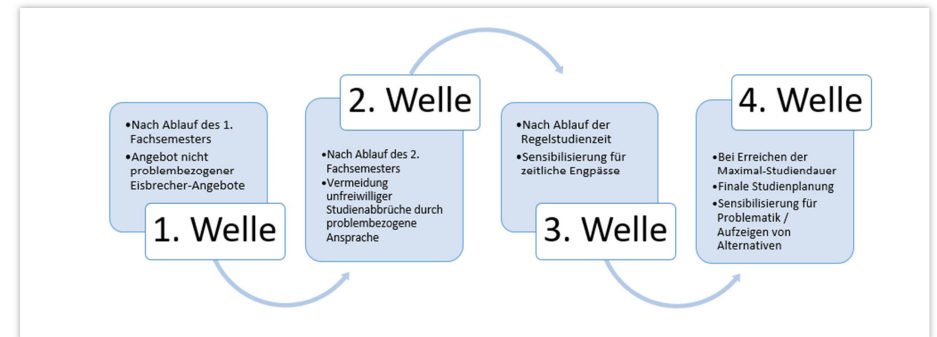 •Nach Ablauf des 1.
Fachsemesters
•Angebot nicht
problembezogener
Eisbrecher-Angebote
1. Welle
2. Welle
•Nach Ablauf des 2.
Fachsemesters
•Vermeidung
unfreiwilliger
Studienabbrüche durch
problembezogene
Ansprache
•Nach Ablauf der
Regelstudienzeit
•Sensibilisierung für
zeitliche Engpässe
3. Welle
4. Welle
•Bei Erreichen der
Maximal-Studiendauer
•Finale Studienplanung
•Sensibilisierung für
Problematik /
Aufzeigen von
Alternativen